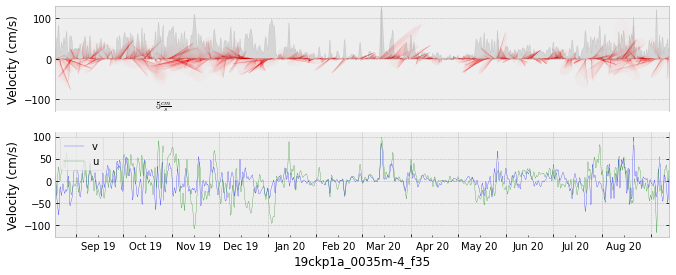 Velocity (cm/s)
100
0
−100
5 cm
s
Velocity (cm/s)
100
50
0
−50
−100
v
u
Sep 19 Oct 19 Nov 19 Dec 19 Jan 20 Feb 20 Mar 20 Apr 20 May 20 Jun 20 Jul 20 Aug 20
19ckp1a_0035m-4_f35